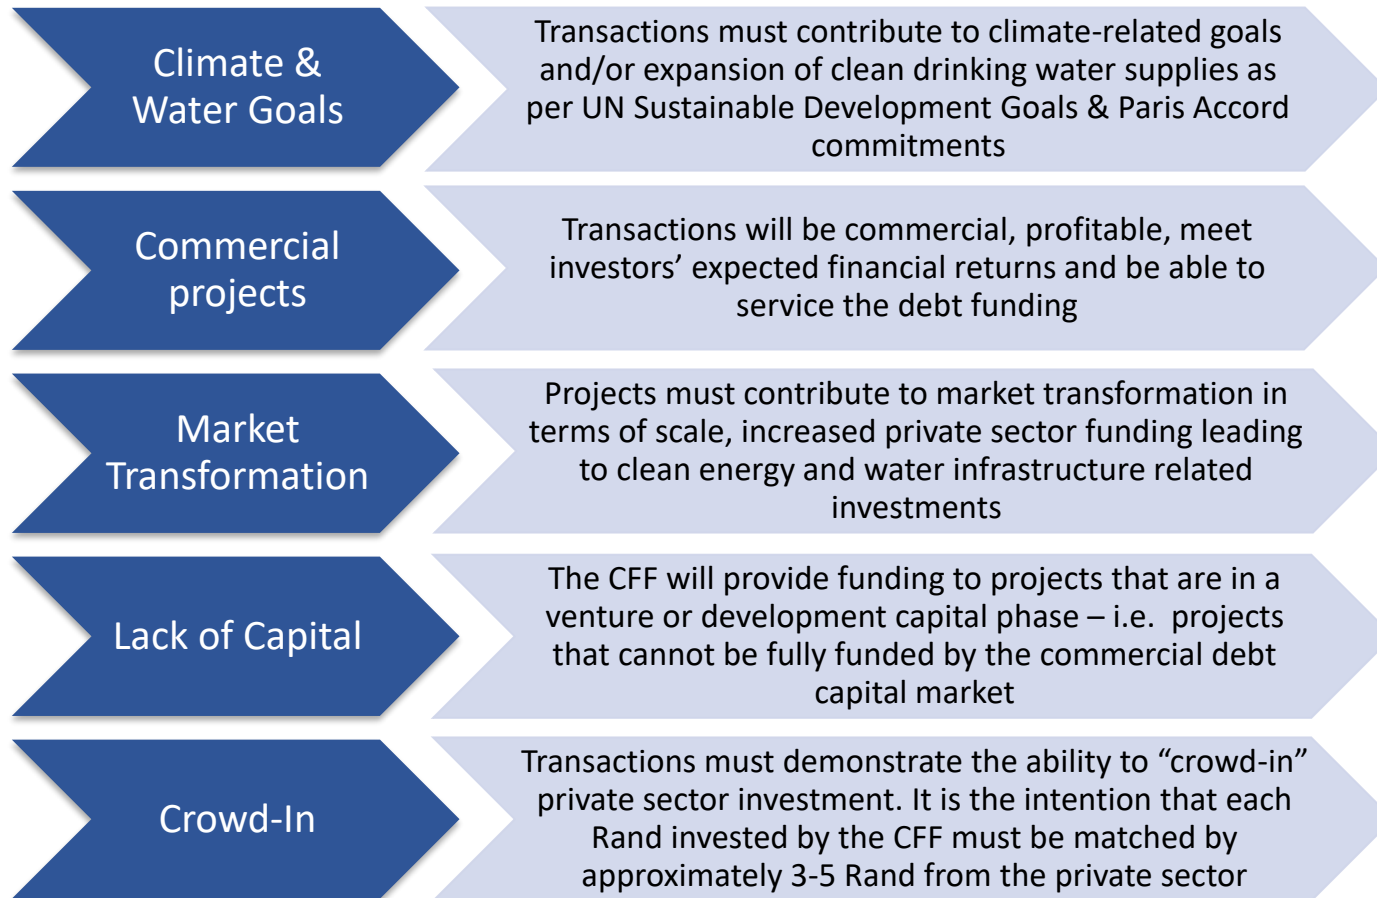 Climate &
Water Goals
Transactions must contribute to climate-related goals
and/or expansion of clean drinking water supplies as
per UN Sustainable Development Goals & Paris Accord
commitments
Commercial
projects
Transactions will be commercial, profitable, meet
investors’ expected financial returns and be able to
service the debt funding
Market
Transformation
Projects must contribute to market transformation in
terms of scale, increased private sector funding leading
to clean energy and water infrastructure related
investments
Lack of Capital
The CFF will provide funding to projects that are in a
venture or development capital phase – i.e. projects
that cannot be fully funded by the commercial debt
capital market
Crowd-In
Transactions must demonstrate the ability to “crowd-in”
private sector investment. It is the intention that each
Rand invested by the CFF must be matched by
approximately 3-5 Rand from the private sector